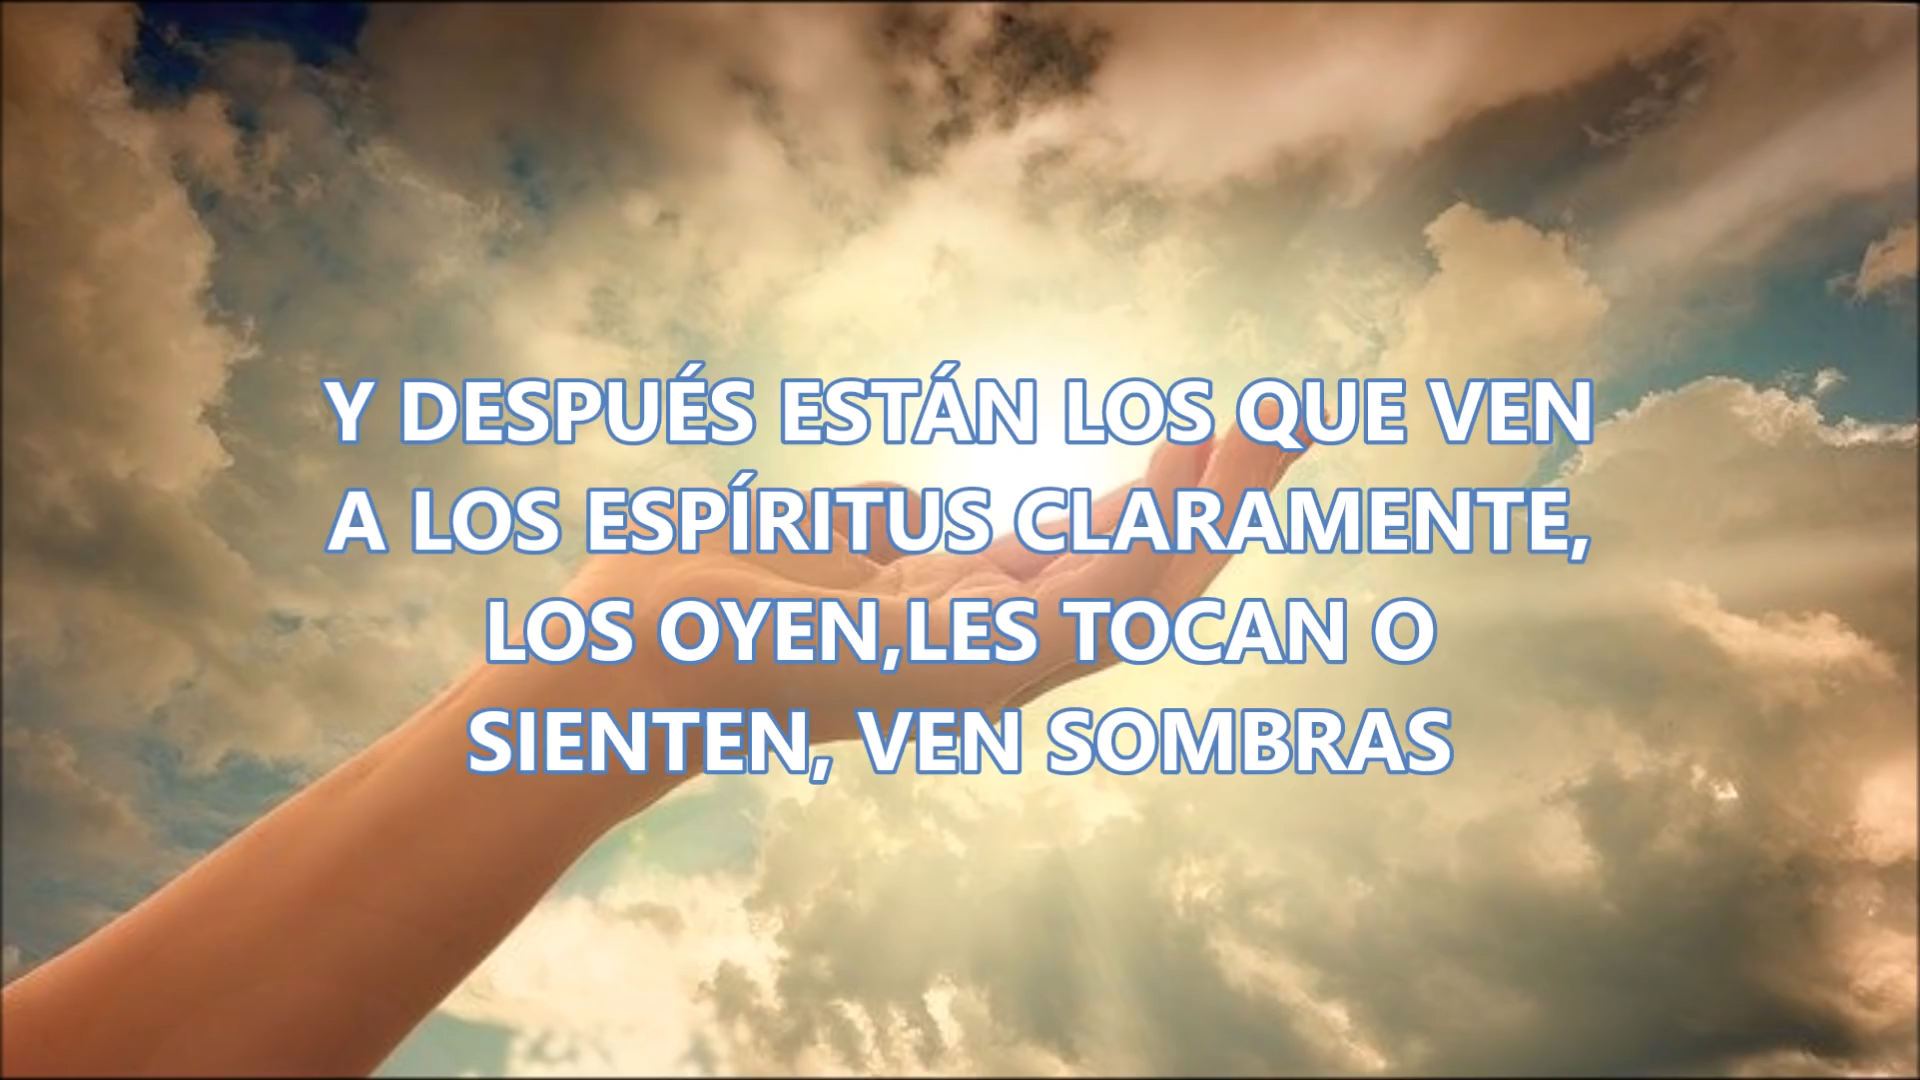 Y DESPUÉS ESTÁN LOS QUE VEN
A LOS ESPÍRITUS CLARAMENTE,
LOS OYEN,LES TOCAN O
SIENTEN, VEN SOMBRAS